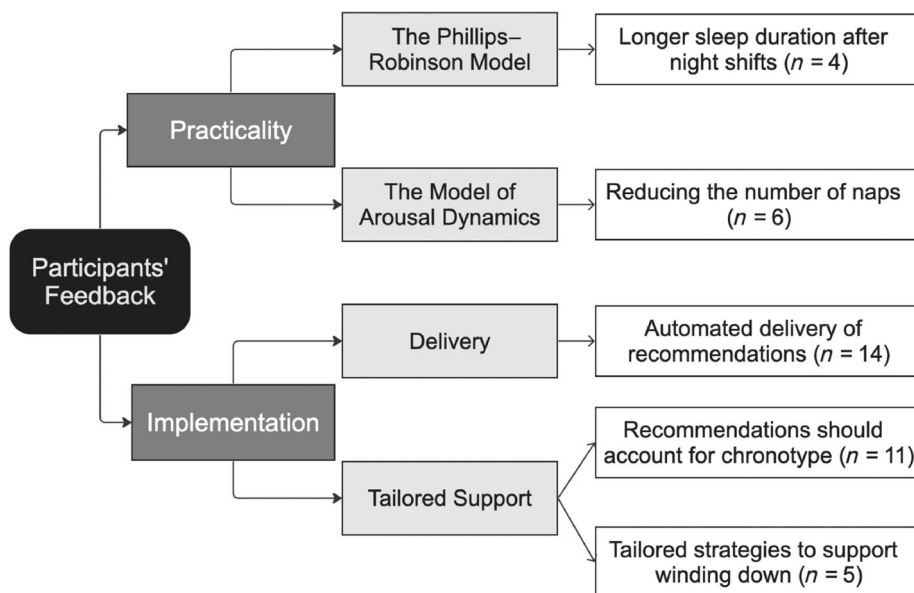 The Phillips–
Robinson Model
Longer sleep duration after
night shifts (n = 4)
Practicality
The Model of
Arousal Dynamics
Reducing the number of naps
(n = 6)
Participants'
Feedback
Delivery
Automated delivery of
recommendations (n = 14)
Implementation
Recommendations should
account for chronotype (n = 11)
Tailored Support
Tailored strategies to support
winding down (n = 5)